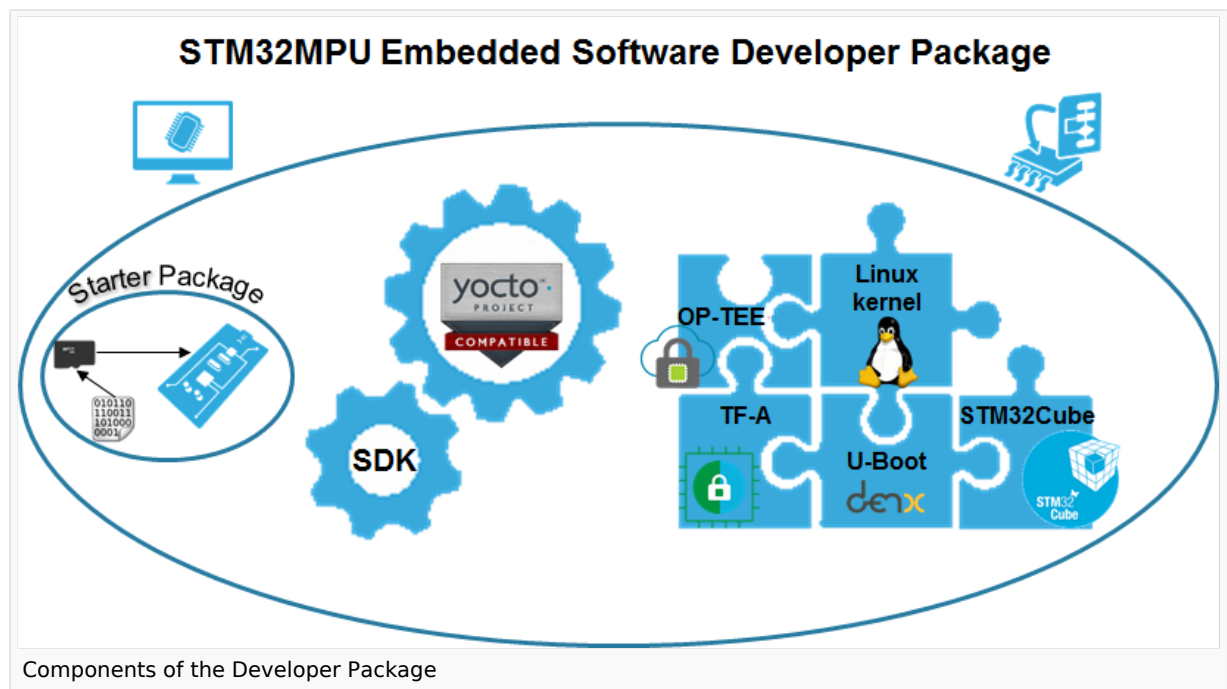 STM32MPU Embedded Software Developer Package
Starter Package
010110
110011
101000
0001
yocto
PROJECT
COMPATIBLE
SDK
OP-TEE
Linux
kernel
TF-A
U-Boot
denx
STM32Cube
STM32
Cube
Components of the Developer Package